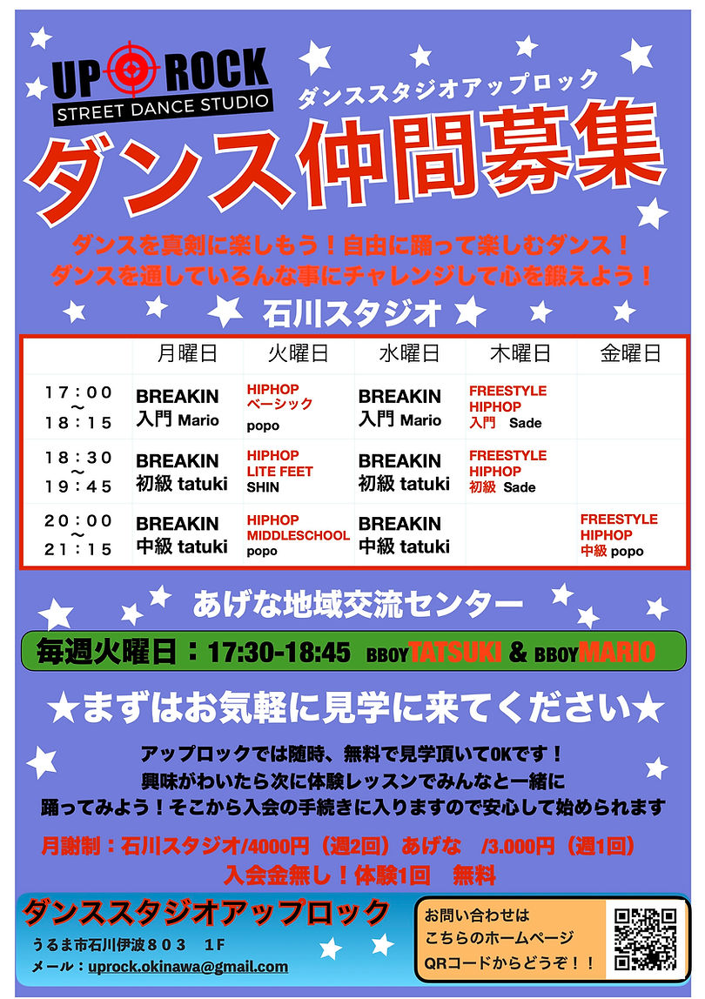 UP ROCK
STREET DANCE STUDIO
ダンススタジオアップロック
ダンス仲間募集
ダンスを真剣に楽しもう！自由に踊って楽しむダンス！
ダンスを通していろんな事にチャレンジして心を鍛えよう！
石川スタジオ
月曜日 火曜日 水曜日 木曜日 金曜日
１７：００〜１８：１５
BREAKIN
入門 Mario
HIPHOP
ベーシック
popo
BREAKIN
入門 Mario
FREESTYLE
HIPHOP
入門 Sade
１８：３０〜１９：４５
BREAKIN
初級 tatuki
HIPHOP
LITE FEET
SHIN
BREAKIN
初級 tatuki
FREESTYLE
HIPHOP
初級 Sade
２０：００〜２１：１５
BREAKIN
中級 tatuki
HIPHOP
MIDDLESCHOOL
popo
BREAKIN
中級 tatuki
FREESTYLE
HIPHOP
中級 popo
あげな地域交流センター
毎週火曜日：17:30-18:45 BBOYTATSUKI & BBOYMARIO
★まずはお気軽に見学に来てください★
アップロックでは随時、無料で見学頂いてOKです！
興味がわいたら次に体験レッスンでみんなと一緒に
踊ってみよう！そこから入会の手続きに入りますので安心して始められます
月謝制：石川スタジオ/4000円（週2回）あげな　/3.000円（週1回）
入会金無し！体験1回　無料
ダンススタジオアップロック
うるま市石川伊波８０３　１F
メール：uprock.okinawa@gmail.com
お問い合わせは
こちらのホームページ
QRコードからどうぞ！！